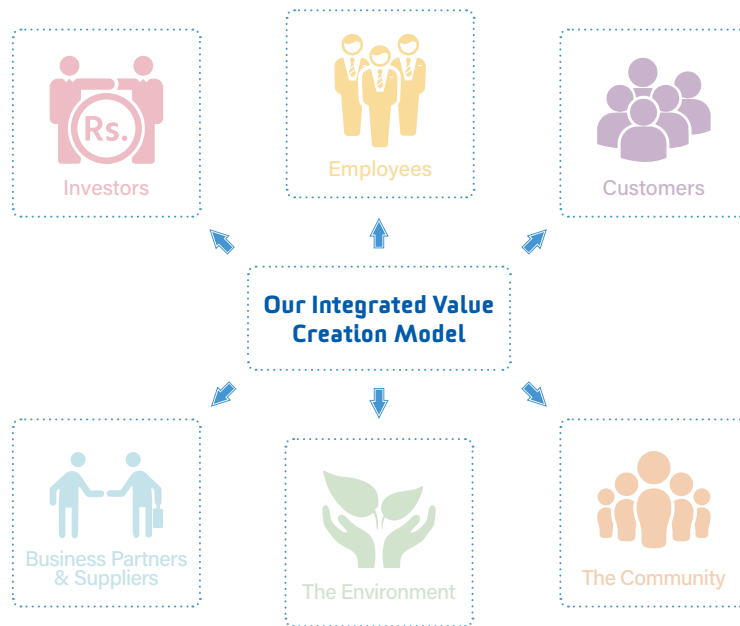 Rs.
Investors
Employees
Customers
Our Integrated Value
Creation Model
Business Partners
& Suppliers
The Environment
The Community